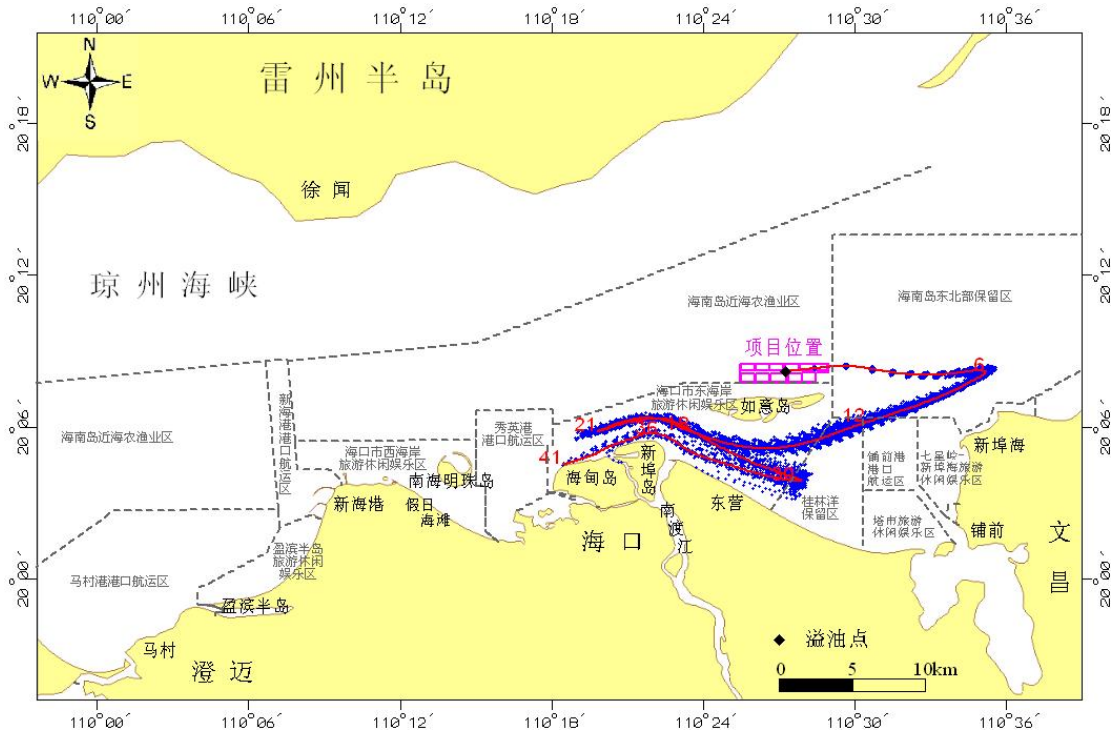 110°00′ 110°06′ 110°12′ 110°18′ 110°24′ 110°30′ 110°36′
N
W E
S
雷州半岛
20°18′ 20°18′
徐闻
琼州海峡
20°12′ 20°12′
海南岛近海农渔业区
海南岛东北部保留区
项目位置
6
海口市东海岸
旅游休闲娱乐区
如意岛
新海港港口航运区
秀英港
港口航运区
21
12
20°06′ 20°06′
海南岛近海农渔业区
海口市西海岸
旅游休闲娱乐区
41
新埠岛
铺前港
港口
航运区
七星岭-
新埠海旅游
休闲娱乐区
新埠海
南海明珠岛
海甸岛
新海港
假日
海滩
南渡江
东营
桂林洋
保留区
塔市旅游
休闲娱乐区
铺前
文昌
海口
盈滨半岛
旅游休闲
娱乐区
马村港港口航运区
20°00′ 20°00′
盈滨半岛
马村
澄迈
溢油点
0 5 10km
110°00′ 110°06′ 110°12′ 110°18′ 110°24′ 110°30′ 110°36′